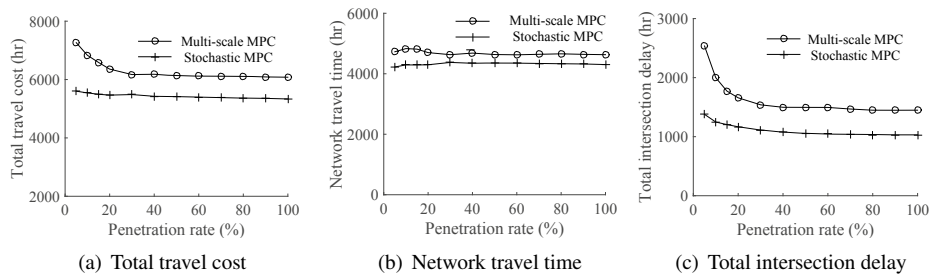 Total travel cost (hr)
8000
6000
4000
2000
Multi-scale MPC
Stochastic MPC
0 20 40 60 80 100
Penetration rate (%)
(a) Total travel cost
Network travel time (hr)
6000
4000
2000
0
Multi-scale MPC
Stochastic MPC
0 20 40 60 80 100
Penetration rate (%)
(b) Network travel time
Total intersection delay (hr)
3000
2000
1000
0
Multi-scale MPC
Stochastic MPC
0 20 40 60 80 100
Penetration rate (%)
(c) Total intersection delay